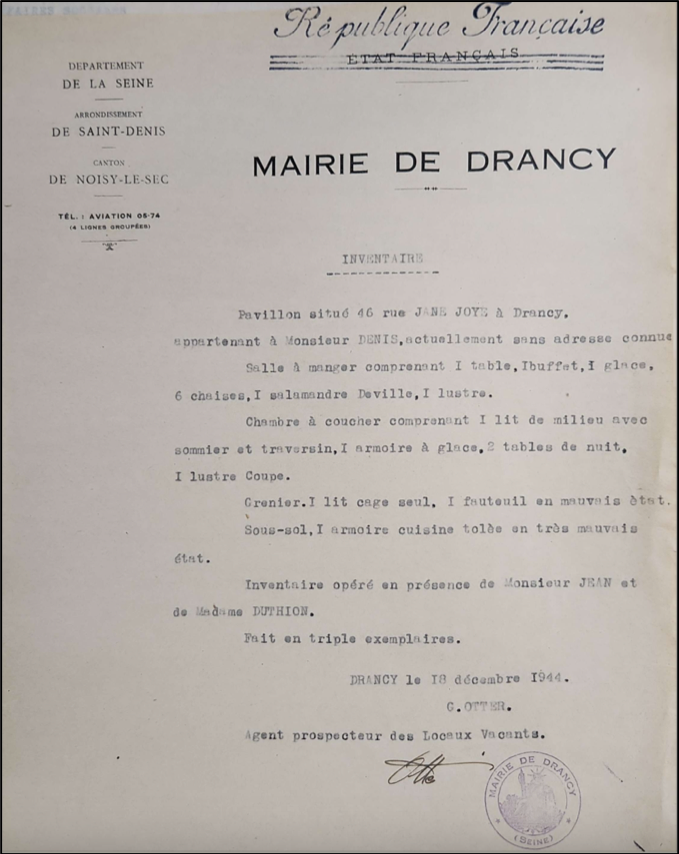 République Française
ÉTAT FRANÇAIS
DEPARTEMENT
DE LA SEINE
ARRONDISSEMENT
DE SAINT-DENIS
CANTON
DE NOISY-LE-SEC
TÉL. : AVIATION 05-74
(4 LIGNES GROUPÉES)
MAIRIE DE DRANCY
INVENTAIRE
Pavillon situé 46 rue JANE JOYE à Drancy.
appartenant à Monsieur DENIS,actuellement sans adresse connue
Salle à manger comprenant I table,Ibuffet,I glace,
6 chaises,I salamandre Deville,I lustre.
Chambre à coucher comprenant I lit de milieu avec
sommier et traversin,I armoire à glace,2 tables de nuit,
I lustre Coupe.
Grenier.I lit cage seul, I fauteuil en mauvais ètat.
Sous-sol,I armoire cuisine tolèe en très mauvais
état.
Inventaire opéré en présence de Monsieur JEAN et
de Madame DUTHION.
Fait en triple exemplaires.
DRANCY le I8 décembre I944.
G.OTTER.
Agent prospecteur des Locaux Vacants.
MAIRIE DE DRANCY
(SEINE)